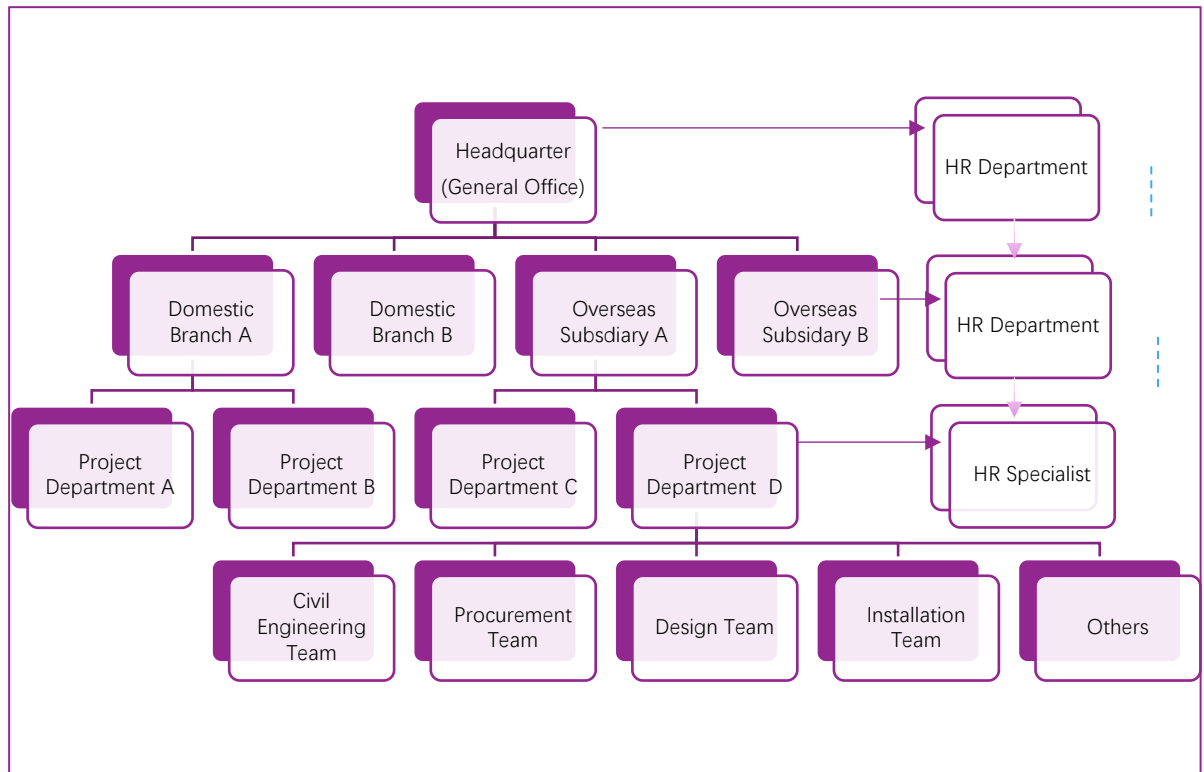 Headquarter
(General Office)
HR Department
Domestic
Branch A
Domestic
Branch B
Overseas
Subsdiary A
Overseas
Subsidary B
HR Department
Project
Department A
Project
Department B
Project
Department C
Project
Department  D
HR Specialist
Civil
Engineering
Team
Procurement
Team
Design Team
Installation
Team
Others